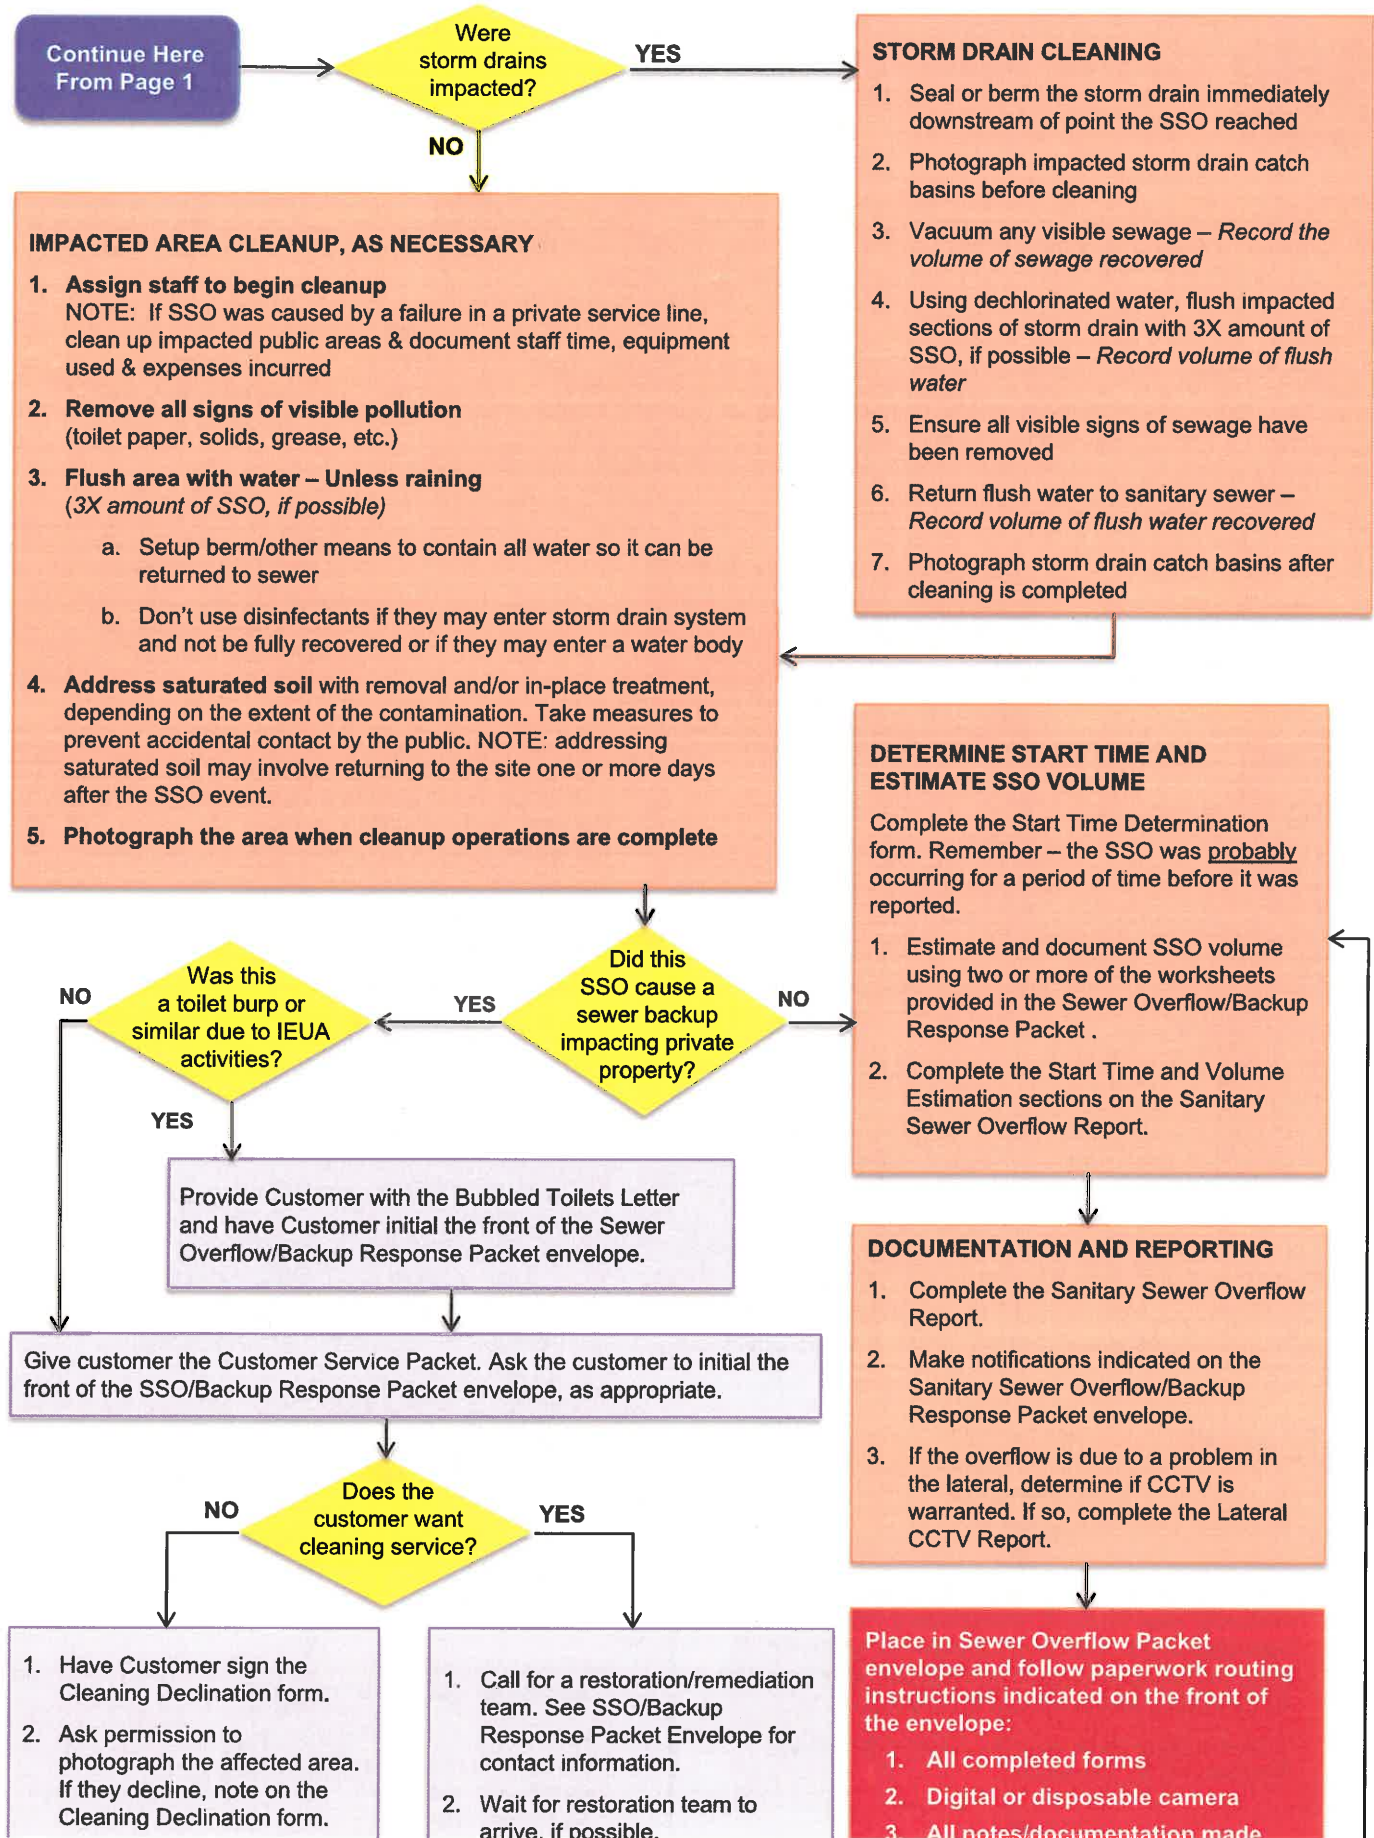 Continue Here
From Page 1
Were
storm drains
impacted?
YES
NO
STORM DRAIN CLEANING
1. Seal or berm the storm drain immediately
downstream of point the SSO reached
2. Photograph impacted storm drain catch
basins before cleaning
3. Vacuum any visible sewage – Record the
volume of sewage recovered
4. Using dechlorinated water, flush impacted
sections of storm drain with 3X amount of
SSO, if possible – Record volume of flush
water
5. Ensure all visible signs of sewage have
been removed
6. Return flush water to sanitary sewer –
Record volume of flush water recovered
7. Photograph storm drain catch basins after
cleaning is completed
IMPACTED AREA CLEANUP, AS NECESSARY
1. Assign staff to begin cleanup
NOTE: If SSO was caused by a failure in a private service line,
clean up impacted public areas & document staff time, equipment
used & expenses incurred
2. Remove all signs of visible pollution
(toilet paper, solids, grease, etc.)
3. Flush area with water – Unless raining
(3X amount of SSO, if possible)
a. Setup berm/other means to contain all water so it can be
returned to sewer
b. Don't use disinfectants if they may enter storm drain system
and not be fully recovered or if they may enter a water body
4. Address saturated soil with removal and/or in-place treatment,
depending on the extent of the contamination. Take measures to
prevent accidental contact by the public. NOTE: addressing
saturated soil may involve returning to the site one or more days
after the SSO event.
5. Photograph the area when cleanup operations are complete
Did this
SSO cause a
sewer backup
impacting private
property?
YES
NO
Was this
a toilet burp or
similar due to IEUA
activities?
NO
YES
Provide Customer with the Bubbled Toilets Letter
and have Customer initial the front of the Sewer
Overflow/Backup Response Packet envelope.
Give customer the Customer Service Packet. Ask the customer to initial the
front of the SSO/Backup Response Packet envelope, as appropriate.
Does the
customer want
cleaning service?
NO
YES
1. Have Customer sign the
Cleaning Declination form.
2. Ask permission to
photograph the affected area.
If they decline, note on the
Cleaning Declination form.
1. Call for a restoration/remediation
team. See SSO/Backup
Response Packet Envelope for
contact information.
2. Wait for restoration team to
arrive, if possible.
DETERMINE START TIME AND
ESTIMATE SSO VOLUME
Complete the Start Time Determination
form. Remember – the SSO was probably
occurring for a period of time before it was
reported.
1. Estimate and document SSO volume
using two or more of the worksheets
provided in the Sewer Overflow/Backup
Response Packet .
2. Complete the Start Time and Volume
Estimation sections on the Sanitary
Sewer Overflow Report.
DOCUMENTATION AND REPORTING
1. Complete the Sanitary Sewer Overflow
Report.
2. Make notifications indicated on the
Sanitary Sewer Overflow/Backup
Response Packet envelope.
3. If the overflow is due to a problem in
the lateral, determine if CCTV is
warranted. If so, complete the Lateral
CCTV Report.
Place in Sewer Overflow Packet
envelope and follow paperwork routing
instructions indicated on the front of
the envelope:
1. All completed forms
2. Digital or disposable camera
3. All notes/documentation made